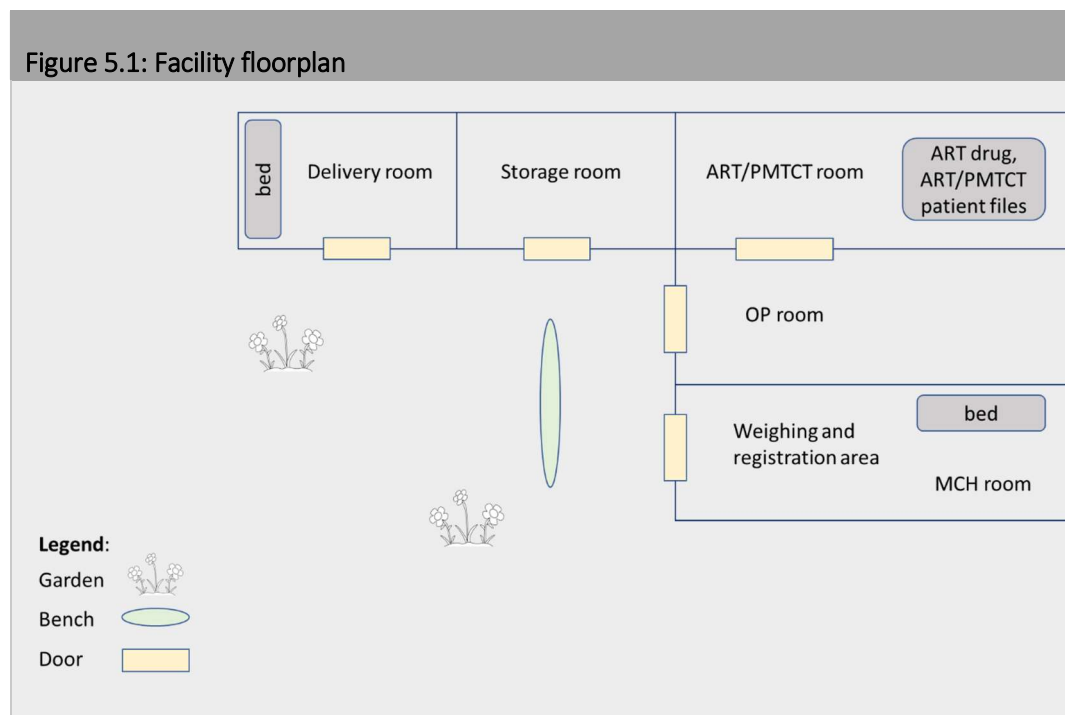 Figure 5.1: Facility floorplan
bed
Delivery room
Storage room
ART/PMTCT room
ART drug,
ART/PMTCT
patient files
OP room
Weighing and
registration area
bed
MCH room
Legend:
Garden
Bench
Door